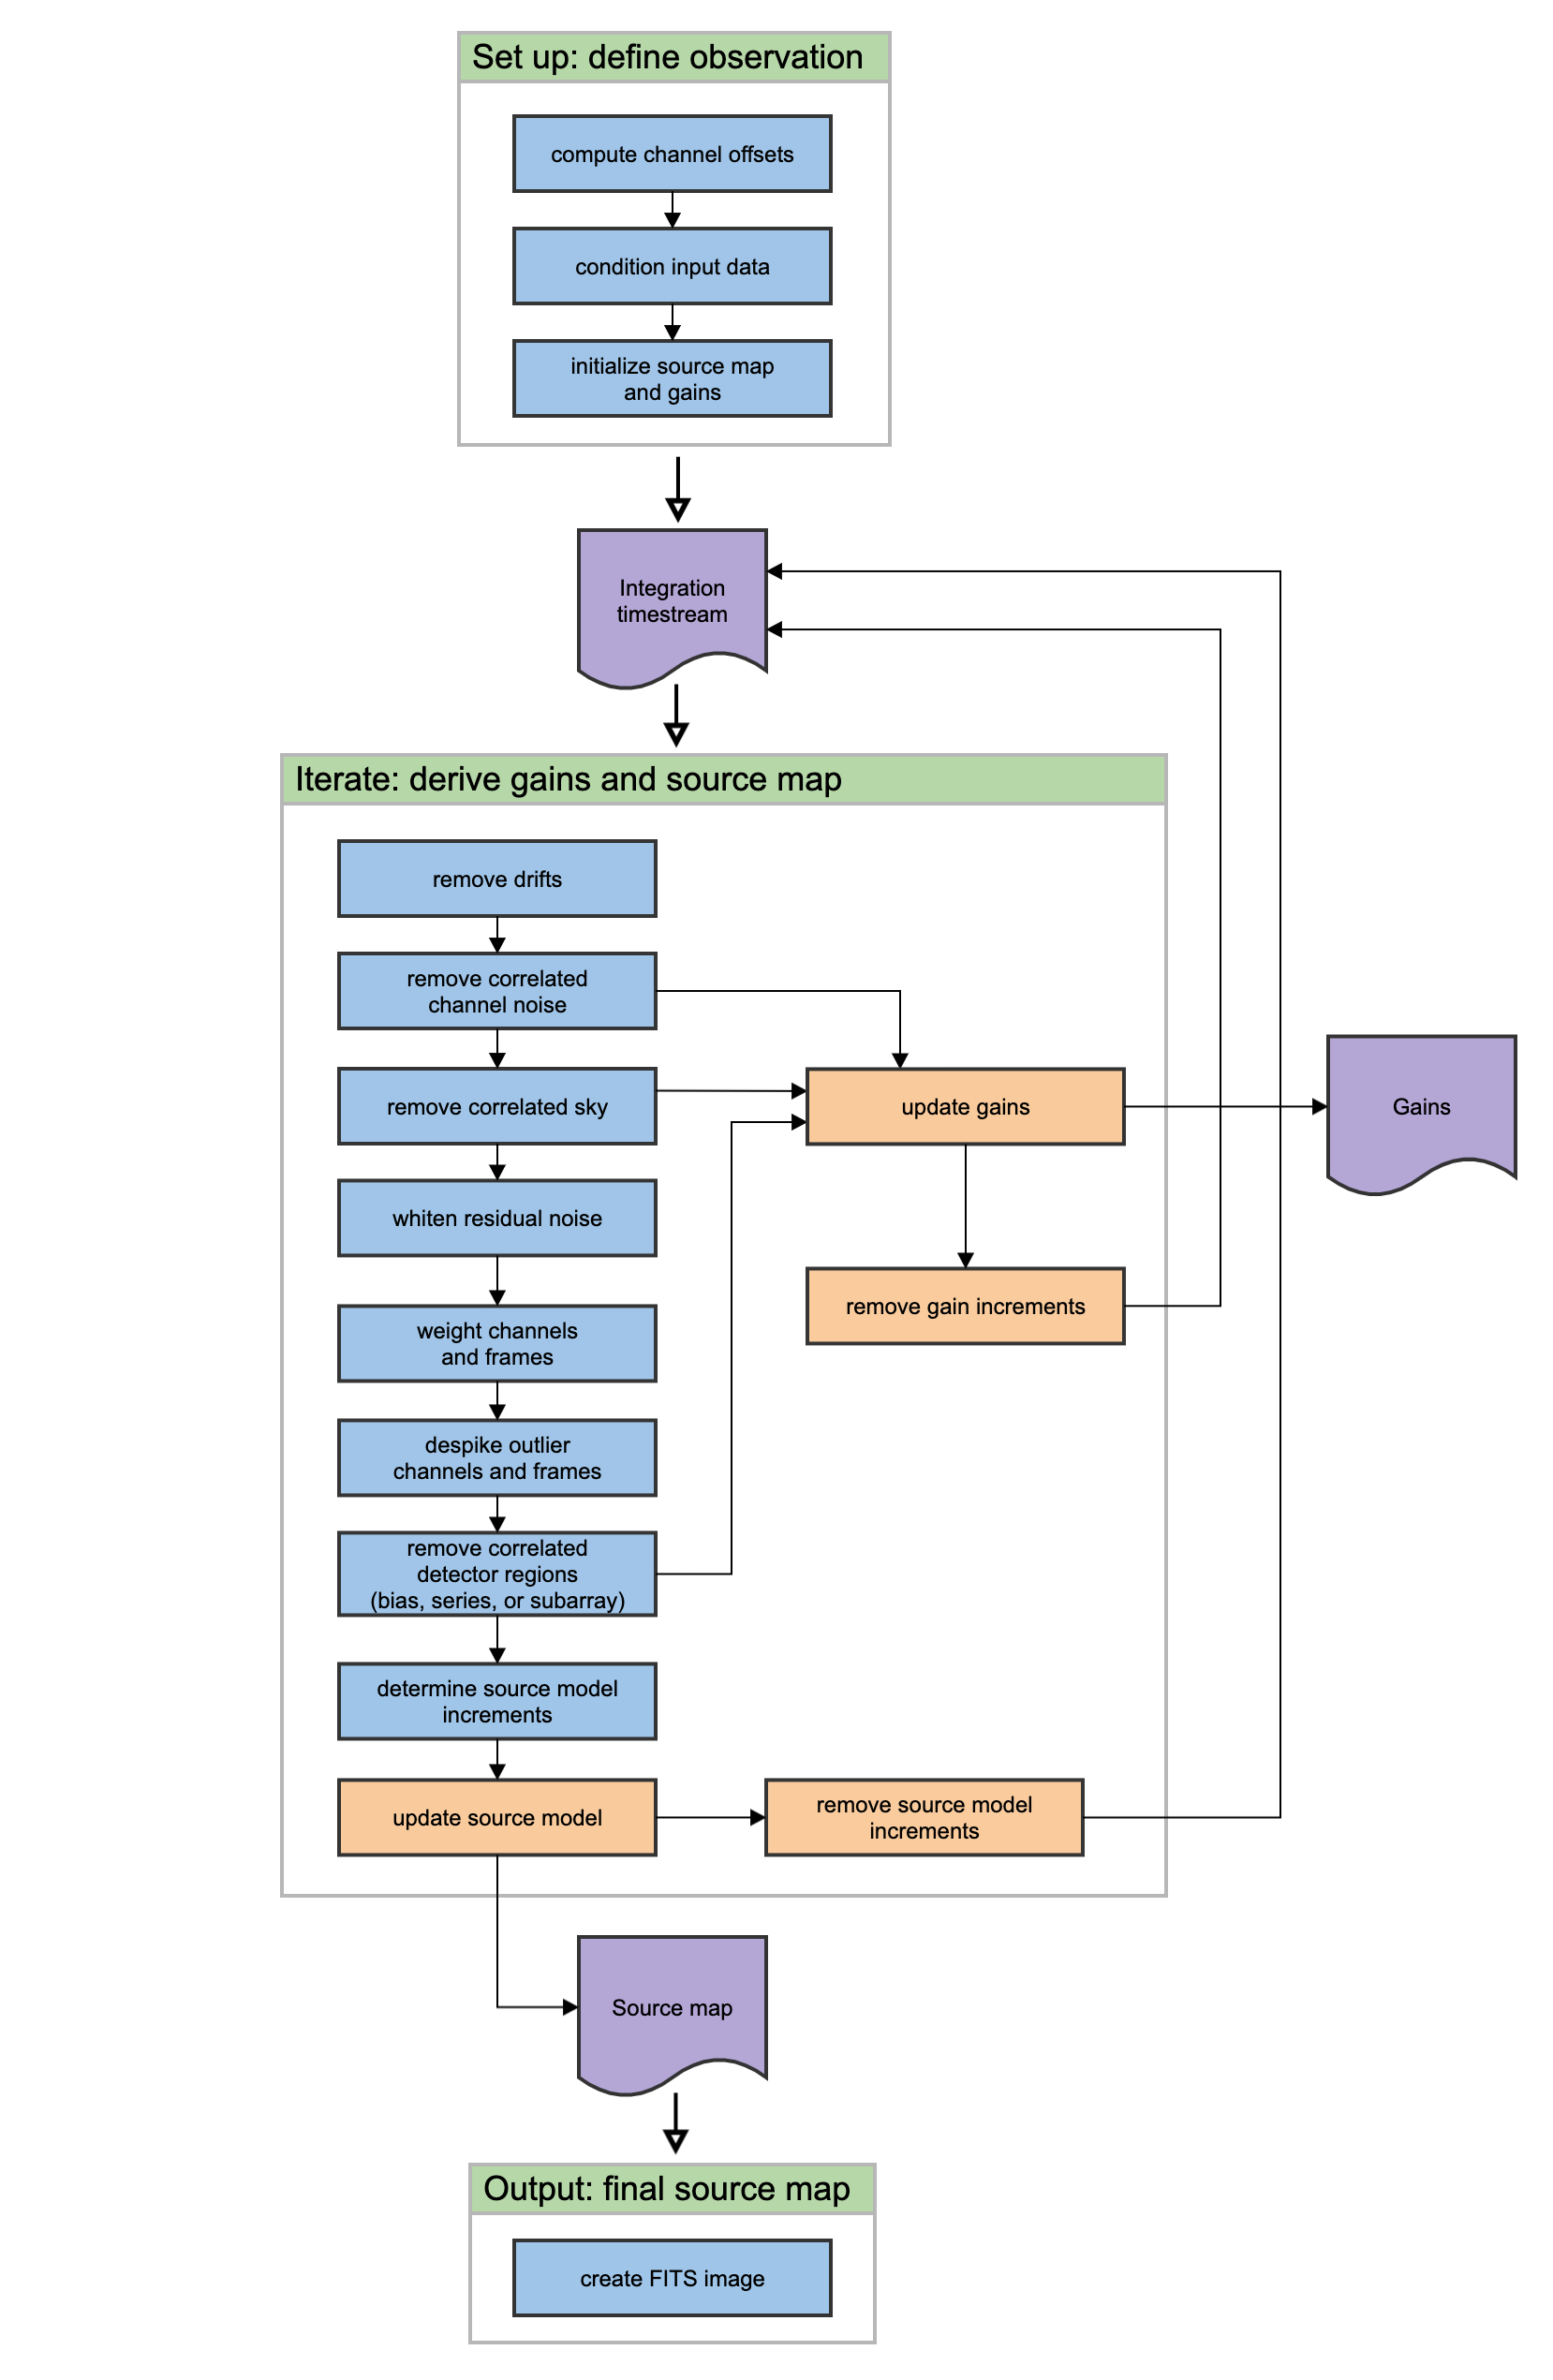 Set up: define observation
compute channel offsets
condition input data
initialize source map
and gains
Integration
timestream
Iterate: derive gains and source map
remove drifts
remove correlated
channel noise
remove correlated sky
update gains
Gains
whiten residual noise
remove gain increments
weight channels
and frames
despike outlier
channels and frames
remove correlated
detector regions
(bias, series, or subarray)
determine source model
increments
update source model
remove source model
increments
Source map
Output: final source map
create FITS image